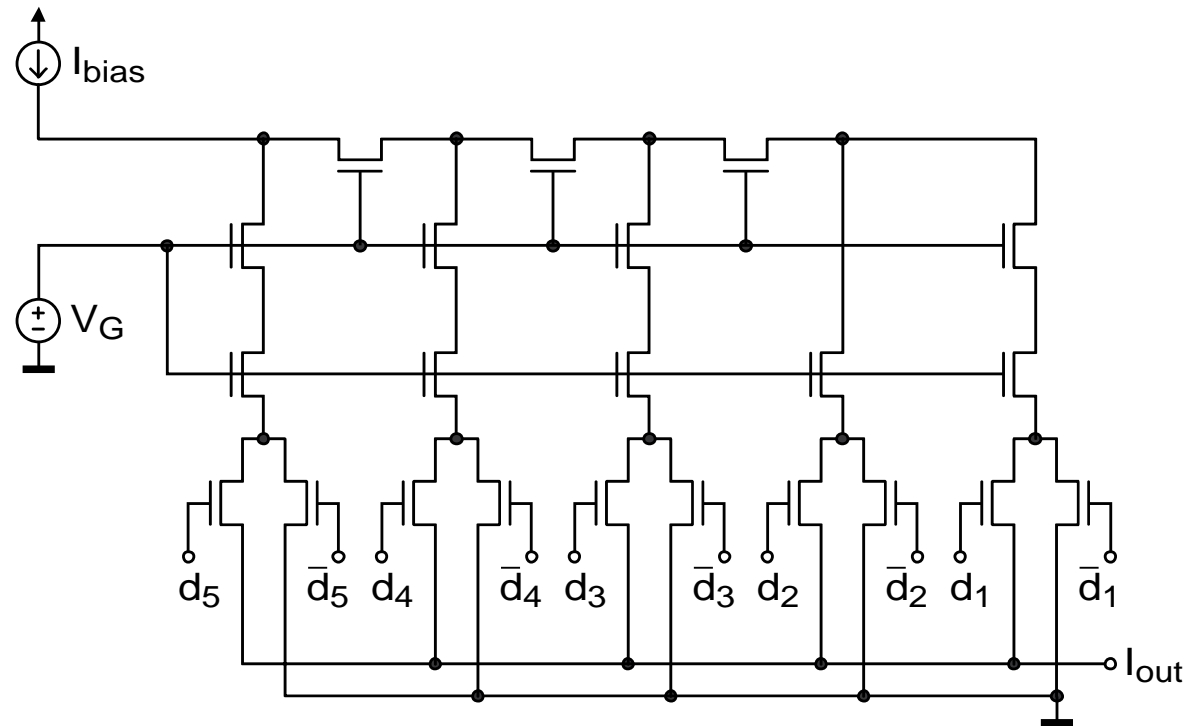 I_bias
+
−
V_G
d_5 d̅_5 d_4 d̅_4 d_3 d̅_3 d_2 d̅_2 d_1 d̅_1
I_out